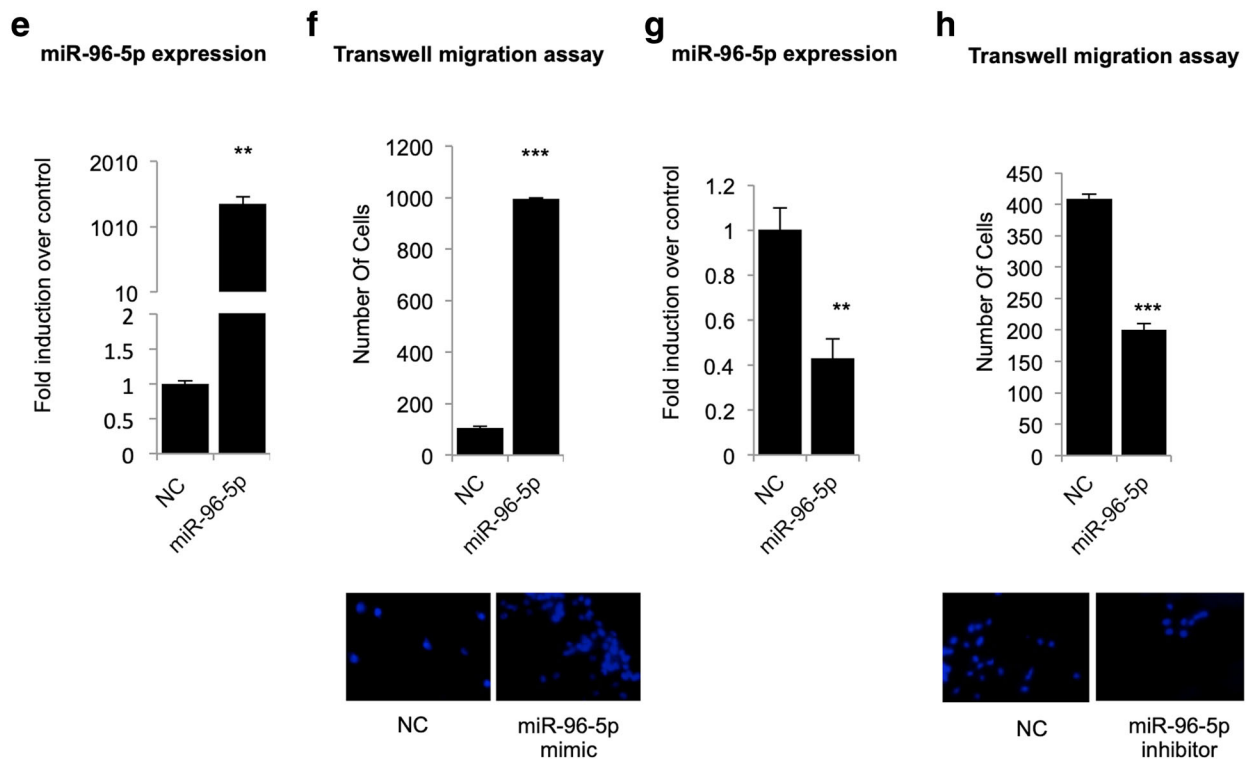 e
miR-96-5p expression
Fold induction over control
2010
1010
10
2
1.5
1
0.5
0
**
NC
miR-96-5p
f
Transwell migration assay
Number Of Cells
1200
1000
800
600
400
200
0
***
NC
miR-96-5p
NC
miR-96-5p
mimic
g
miR-96-5p expression
Fold induction over control
1.2
1
0.8
0.6
0.4
0.2
0
**
NC
miR-96-5p
h
Transwell migration assay
Number Of Cells
450
400
350
300
250
200
150
100
50
0
***
NC
miR-96-5p
NC
miR-96-5p
inhibitor